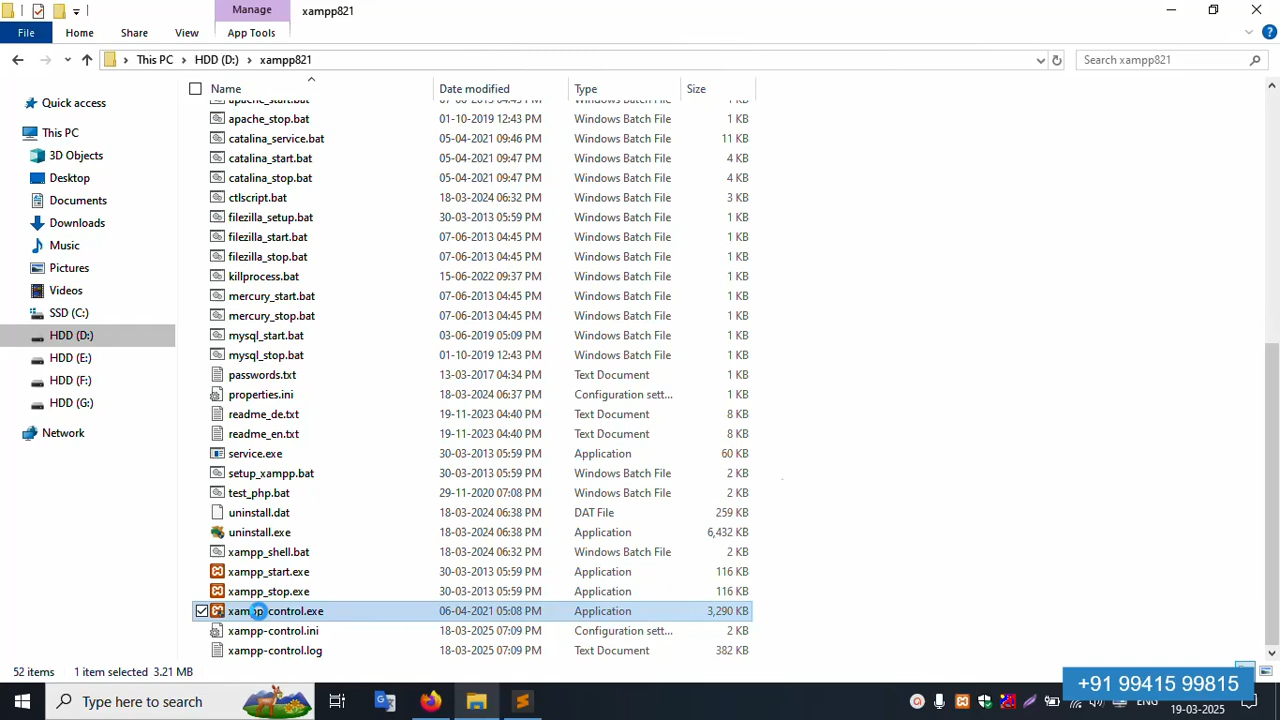 Manage
xampp821
File
Home
Share
View
App Tools
This PC
HDD (D:)
xampp821
Search xampp821
Name
Date modified
Type
Size
Quick access
This PC
3D Objects
Desktop
Documents
Downloads
Music
Pictures
Videos
SSD (C:)
HDD (D:)
HDD (E:)
HDD (F:)
HDD (G:)
Network
apache_start.bat 07-06-2013 04:45 PM Windows Batch File 1 KB
apache_stop.bat 01-10-2019 12:43 PM Windows Batch File 1 KB
catalina_service.bat 05-04-2021 09:46 PM Windows Batch File 11 KB
catalina_start.bat 05-04-2021 09:47 PM Windows Batch File 4 KB
catalina_stop.bat 05-04-2021 09:47 PM Windows Batch File 4 KB
ctlscript.bat 18-03-2024 06:32 PM Windows Batch File 3 KB
filezilla_setup.bat 30-03-2013 05:59 PM Windows Batch File 1 KB
filezilla_start.bat 07-06-2013 04:45 PM Windows Batch File 1 KB
filezilla_stop.bat 07-06-2013 04:45 PM Windows Batch File 1 KB
killprocess.bat 15-06-2022 09:37 PM Windows Batch File 1 KB
mercury_start.bat 07-06-2013 04:45 PM Windows Batch File 1 KB
mercury_stop.bat 07-06-2013 04:45 PM Windows Batch File 1 KB
mysql_start.bat 03-06-2019 05:09 PM Windows Batch File 1 KB
mysql_stop.bat 01-10-2019 12:43 PM Windows Batch File 1 KB
passwords.txt 13-03-2017 04:34 PM Text Document 1 KB
properties.ini 18-03-2024 06:37 PM Configuration sett... 1 KB
readme_de.txt 19-11-2023 04:40 PM Text Document 8 KB
readme_en.txt 19-11-2023 04:40 PM Text Document 8 KB
service.exe 30-03-2013 05:59 PM Application 60 KB
setup_xampp.bat 30-03-2013 05:59 PM Windows Batch File 2 KB
test_php.bat 29-11-2020 07:08 PM Windows Batch File 2 KB
uninstall.dat 18-03-2024 06:38 PM DAT File 259 KB
uninstall.exe 18-03-2024 06:38 PM Application 6,432 KB
xampp_shell.bat 18-03-2024 06:32 PM Windows Batch File 2 KB
xampp_start.exe 30-03-2013 05:59 PM Application 116 KB
xampp_stop.exe 30-03-2013 05:59 PM Application 116 KB
xampp-control.exe 06-04-2021 05:08 PM Application 3,290 KB
xampp-control.ini 18-03-2025 07:09 PM Configuration sett... 2 KB
xampp-control.log 18-03-2025 07:09 PM Text Document 382 KB
52 items 1 item selected 3.21 MB
+91 99415 99815
Type here to search
ENG
19-03-2025